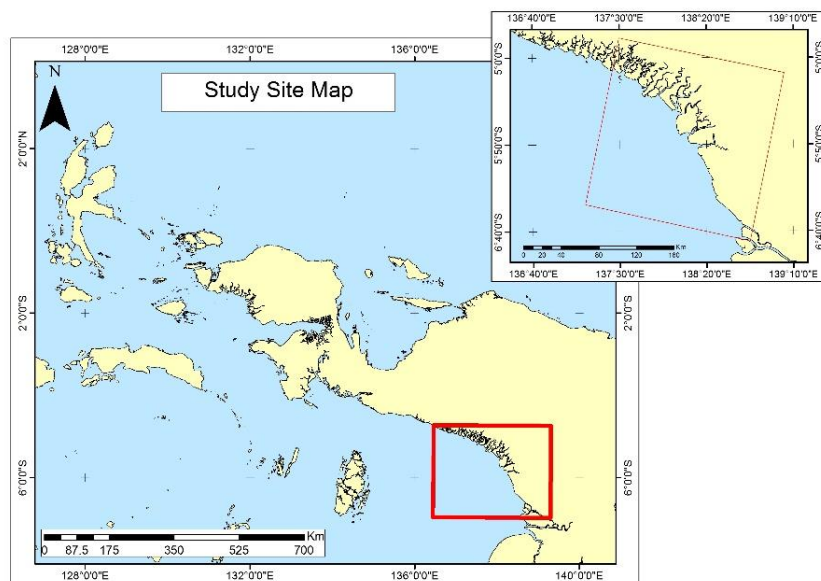 136°40'0"E 137°30'0"E 138°20'0"E 139°10'0"E
5°0'0"S 5°0'0"S
5°50'0"S 5°50'0"S
6°40'0"S 6°40'0"S
0 10 20 40 80 120 160 Km
136°40'0"E 137°30'0"E 138°20'0"E 139°10'0"E
128°0'0"E 132°0'0"E 136°0'0"E
N
Study Site Map
2°0'0"N
2°0'0"S 2°0'0"S
6°0'0"S 6°0'0"S
0 87.5 175 350 525 700 Km
128°0'0"E 132°0'0"E 136°0'0"E 140°0'0"E